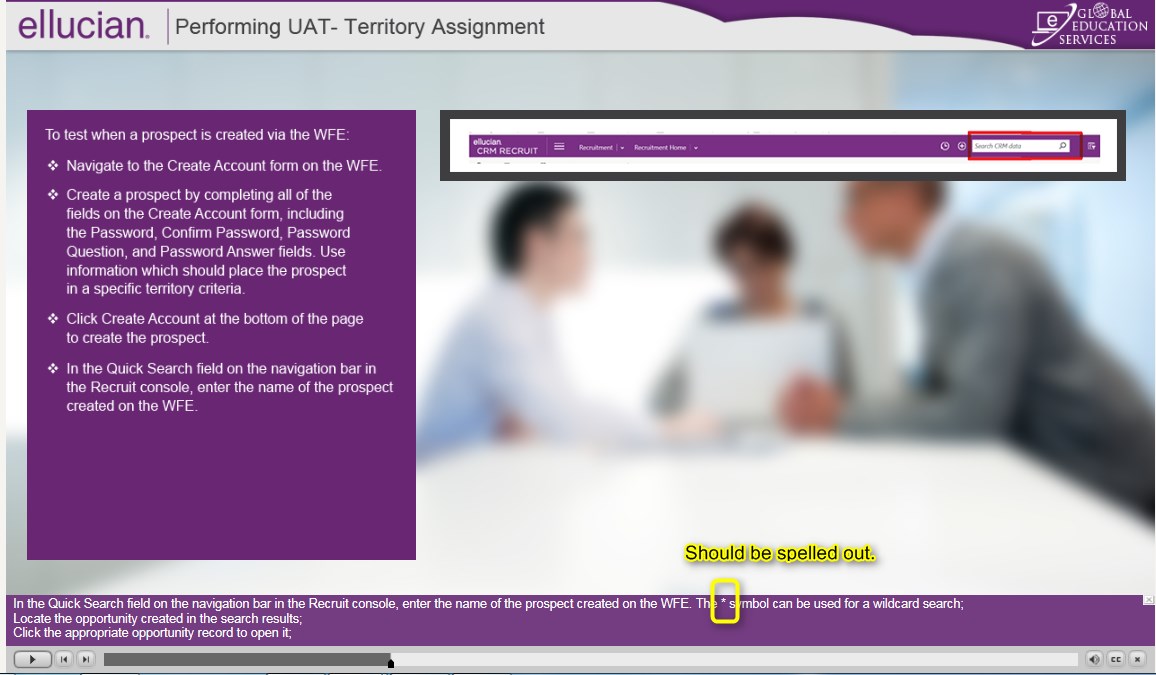 ellucian.
Performing UAT- Territory Assignment
GLOBAL
EDUCATION
SERVICES
To test when a prospect is created via the WFE:
❖ Navigate to the Create Account form on the WFE.
❖ Create a prospect by completing all of the
fields on the Create Account form, including
the Password, Confirm Password, Password
Question, and Password Answer fields. Use
information which should place the prospect
in a specific territory criteria.
❖ Click Create Account at the bottom of the page
to create the prospect.
❖ In the Quick Search field on the navigation bar in
the Recruit console, enter the name of the prospect
created on the WFE.
ellucian.
CRM RECRUIT
Recruitment
Recruitment Home
Search CRM data
Should be spelled out.
In the Quick Search field on the navigation bar in the Recruit console, enter the name of the prospect created on the WFE. The * symbol can be used for a wildcard search;
Locate the opportunity created in the search results;
Click the appropriate opportunity record to open it;
CC